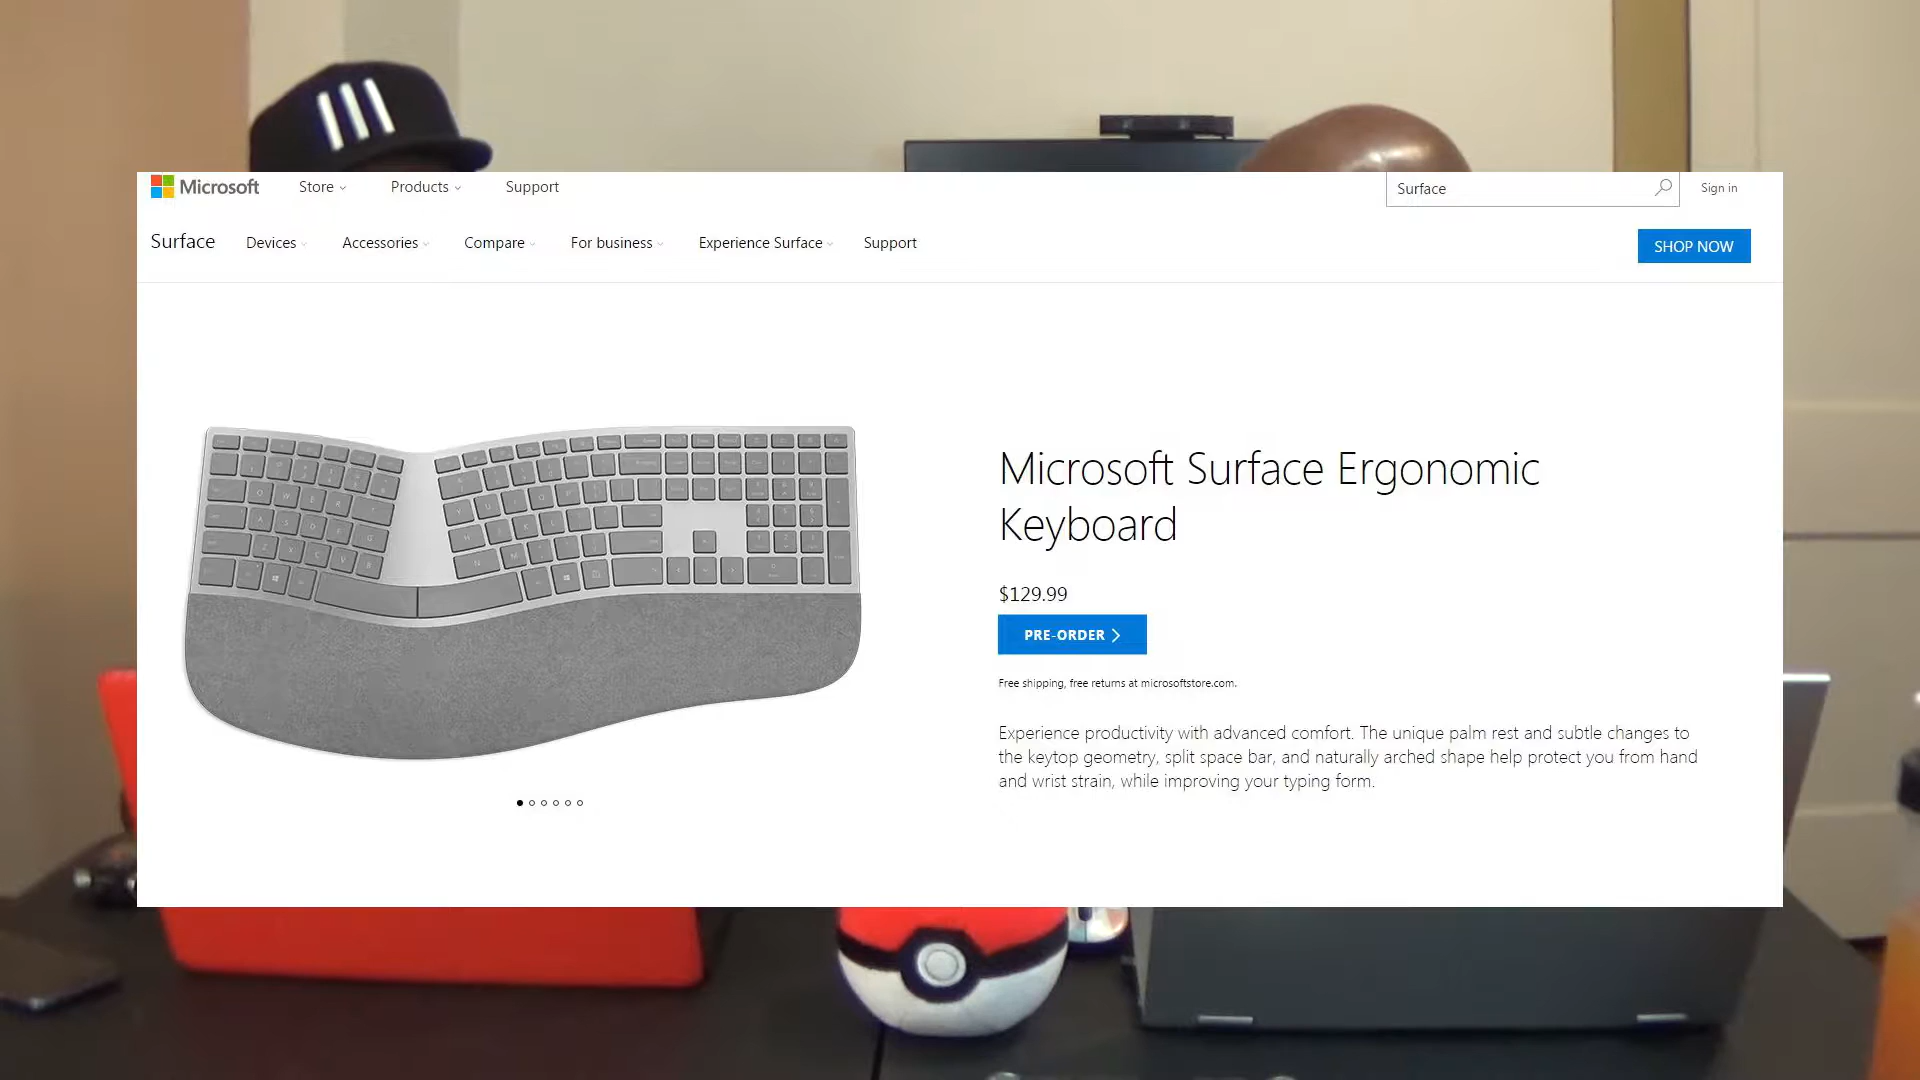 Microsoft Store Products Support Surface Sign in
Surface Devices Accessories Compare For business Experience Surface Support SHOP NOW
Microsoft Surface Ergonomic
Keyboard
$129.99
PRE-ORDER
Free shipping, free returns at microsoftstore.com.
Experience productivity with advanced comfort. The unique palm rest and subtle changes to
the keytop geometry, split space bar, and naturally arched shape help protect you from hand
and wrist strain, while improving your typing form.